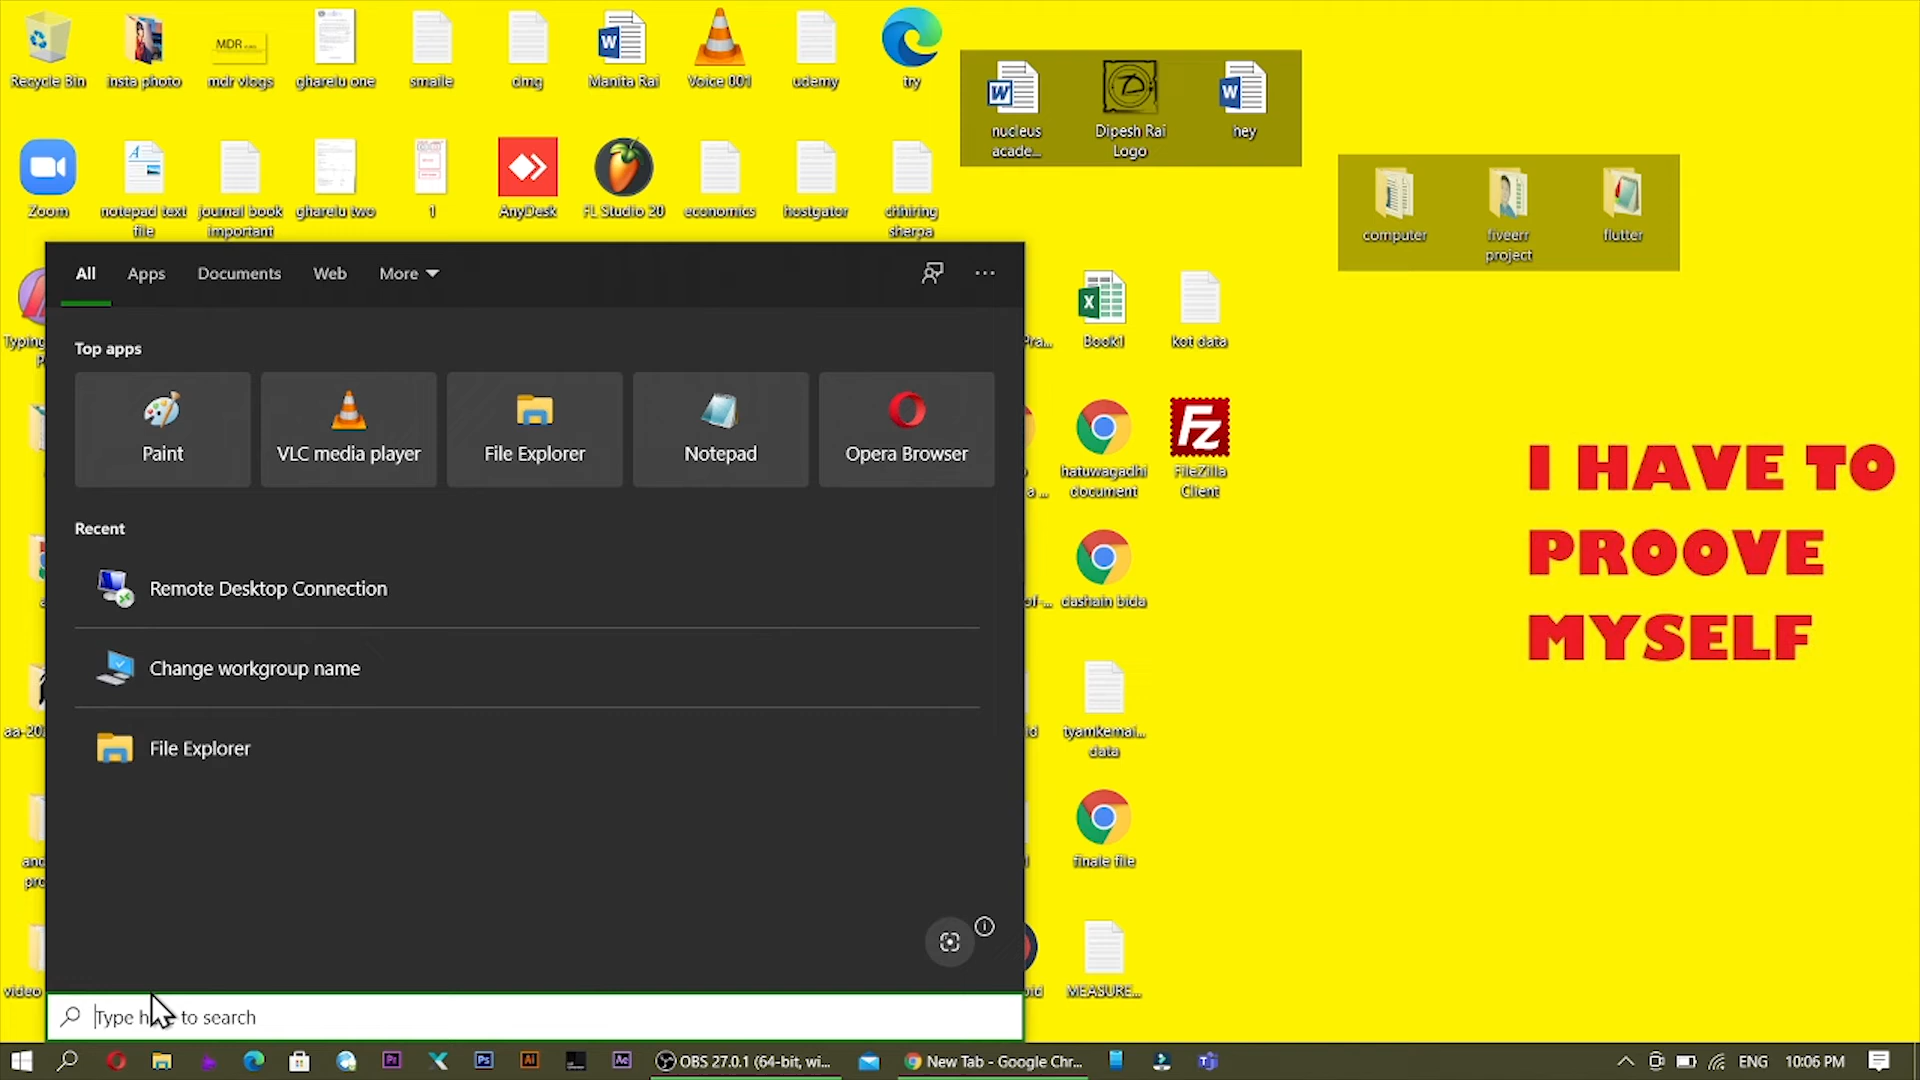 Recycle Bin
insta photo
mdr vlogs
gharelu one
smaile
dmg
Manita Rai
Voice 001
udemy
try
MDR
nucleus
acade...
Dipesh Rai
Logo
hey
Zoom
notepad text
file
journal book
important
gharelu two
1
AnyDesk
FL Studio 20
economics
hostgator
chhiring
sherpa
computer
fiveerr
project
flutter
All
Apps
Documents
Web
More
Top apps
Paint
VLC media player
File Explorer
Notepad
Opera Browser
Recent
Remote Desktop Connection
Change workgroup name
File Explorer
Book1
kot data
hatuwagadhi
document
FileZilla
Client
dashain bida
tyamkemai...
data
finale file
MEASURE...
video
I HAVE TO
PROOVE
MYSELF
Type here to search
OBS 27.0.1 (64-bit, wi...
New Tab - Google Chr...
ENG
10:06 PM